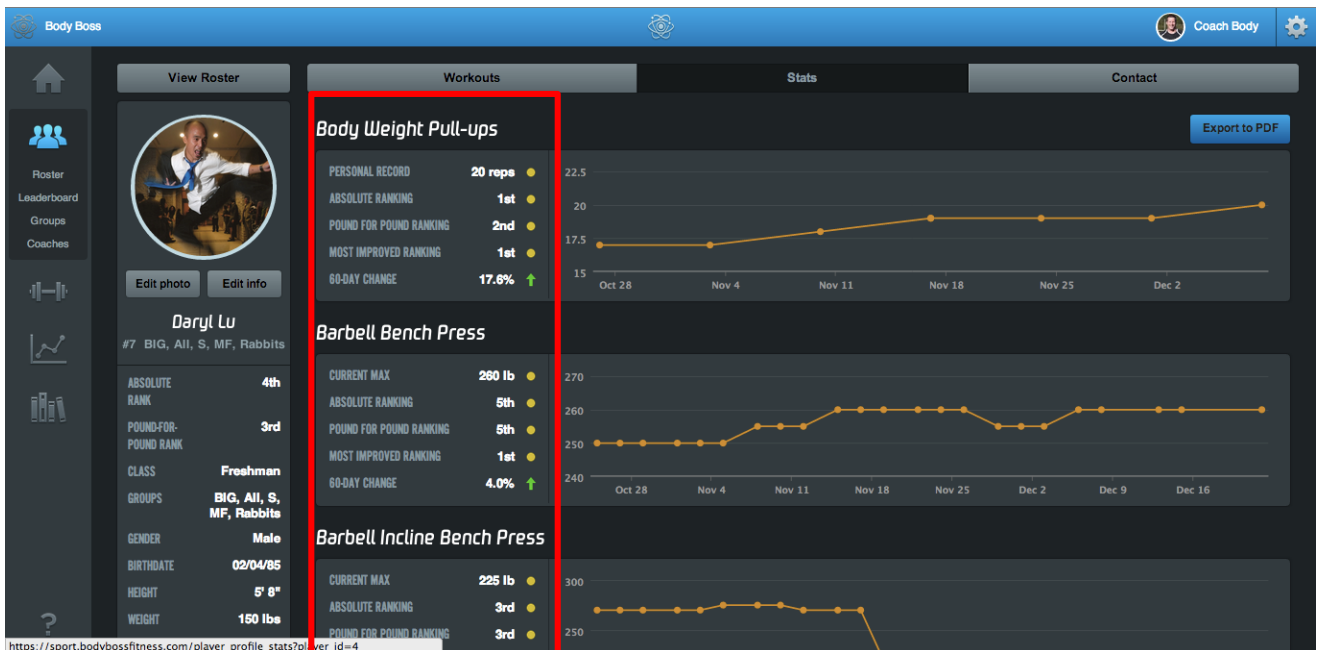 Body Boss
Coach Body
View Roster
Workouts
Stats
Contact
Roster
Leaderboard
Groups
Coaches
Edit photo
Edit info
Daryl Lu
#7 BIG, All, S, MF, Rabbits
ABSOLUTE RANK 4th
POUND-FOR-POUND RANK 3rd
CLASS Freshman
GROUPS BIG, All, S,
MF, Rabbits
GENDER Male
BIRTHDATE 02/04/85
HEIGHT 5' 8"
WEIGHT 150 lbs
Export to PDF
Body Weight Pull-ups
PERSONAL RECORD 20 reps
ABSOLUTE RANKING 1st
POUND FOR POUND RANKING 2nd
MOST IMPROVED RANKING 1st
60-DAY CHANGE 17.6%
22.5
20
17.5
15
Oct 28 Nov 4 Nov 11 Nov 18 Nov 25 Dec 2
Barbell Bench Press
CURRENT MAX 260 lb
ABSOLUTE RANKING 5th
POUND FOR POUND RANKING 5th
MOST IMPROVED RANKING 1st
60-DAY CHANGE 4.0%
270
260
250
240
Oct 28 Nov 4 Nov 11 Nov 18 Nov 25 Dec 2 Dec 9 Dec 16
Barbell Incline Bench Press
CURRENT MAX 225 lb
ABSOLUTE RANKING 3rd
POUND FOR POUND RANKING 3rd
300
250
?
https://sport.bodybossfitness.com/player_profile_stats?player_id=4